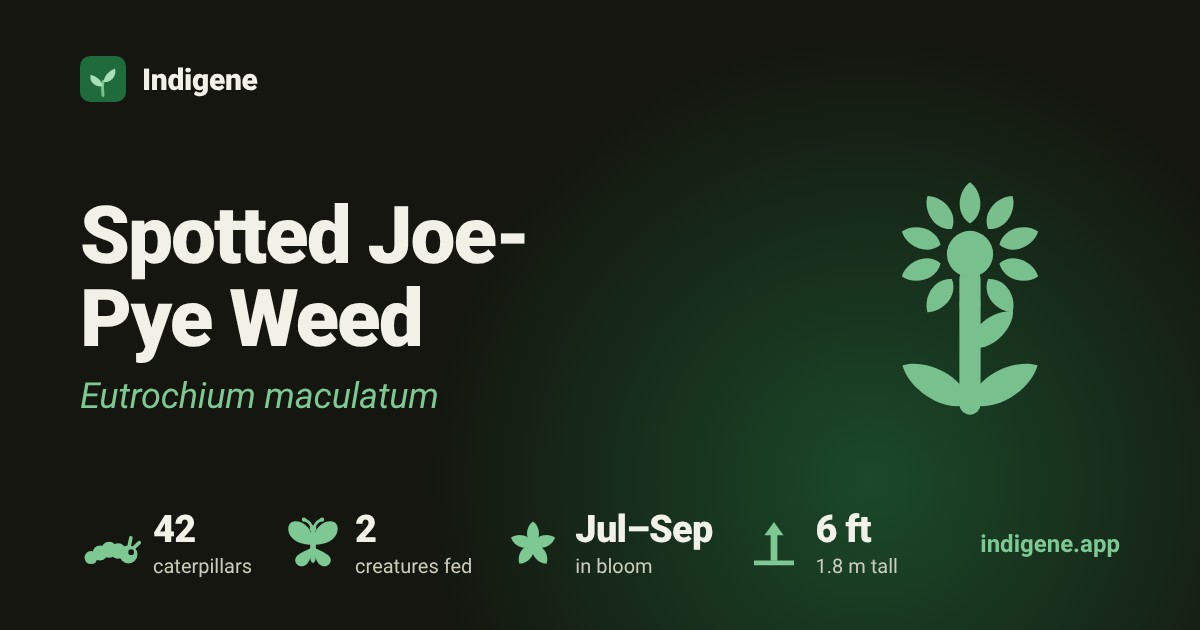 Indigene
Spotted Joe-
Pye Weed
Eutrochium maculatum
42
caterpillars
2
creatures fed
Jul–Sep
in bloom
6 ft
1.8 m tall
indigene.app